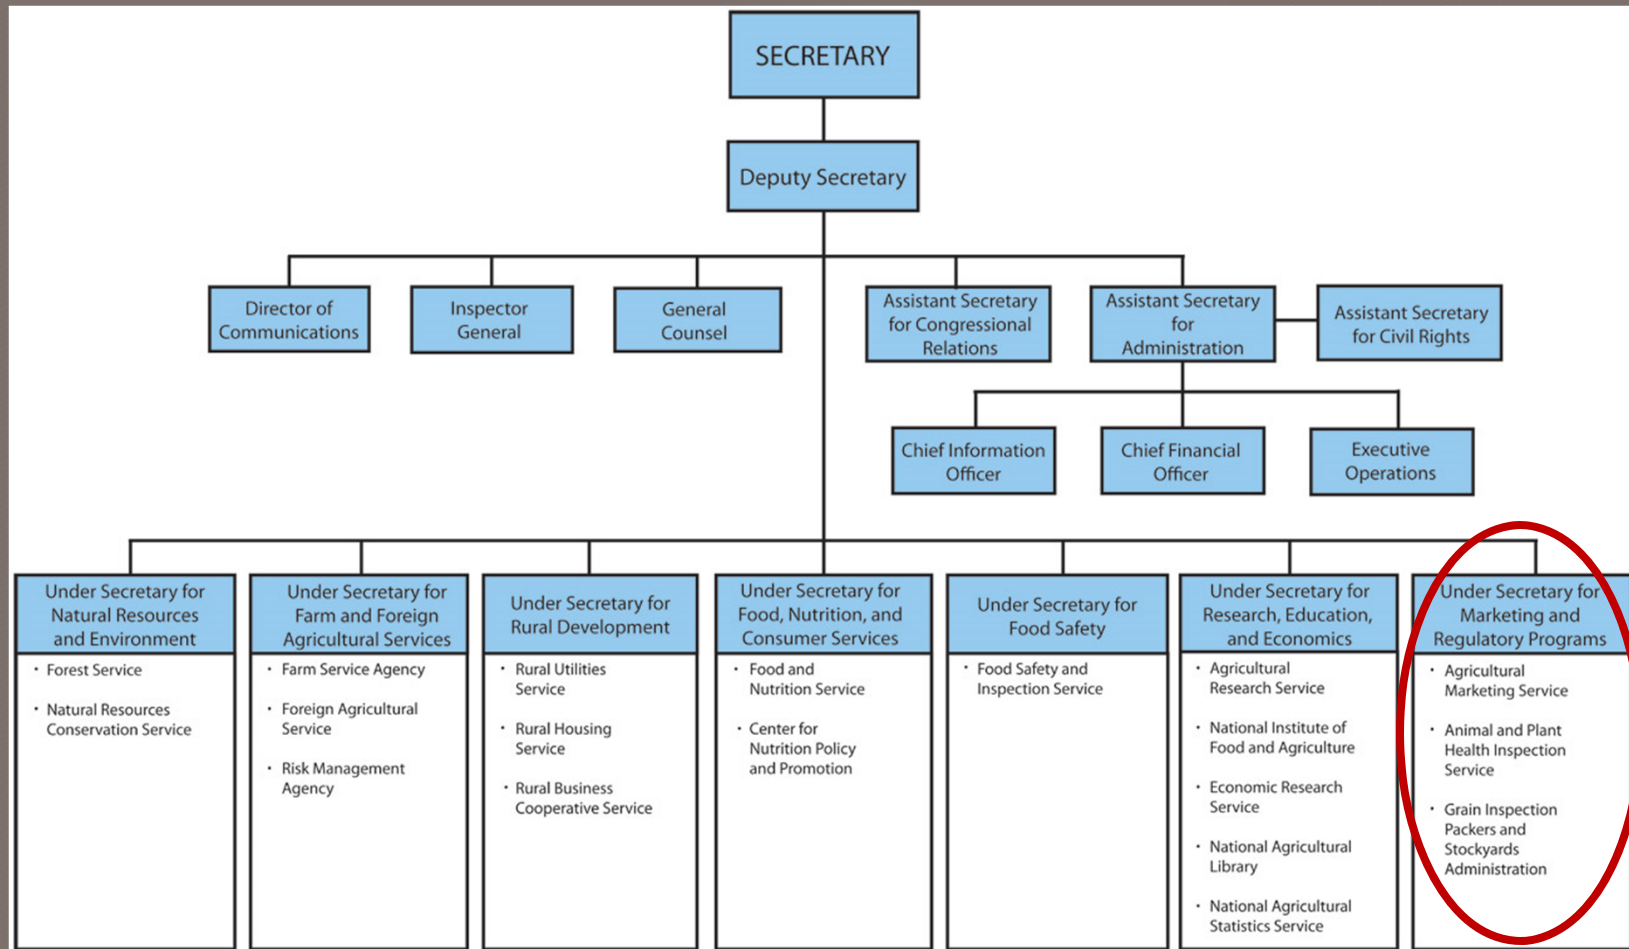 SECRETARY
Deputy Secretary
Director of
Communications
Inspector
General
General
Counsel
Assistant Secretary
for Congressional
Relations
Assistant Secretary
for
Administration
Assistant Secretary
for Civil Rights
Chief Information
Officer
Chief Financial
Officer
Executive
Operations
Under Secretary for
Natural Resources
and Environment
· Forest Service
· Natural Resources
Conservation Service
Under Secretary for
Farm and Foreign
Agricultural Services
· Farm Service Agency
· Foreign Agricultural
Service
· Risk Management
Agency
Under Secretary for
Rural Development
· Rural Utilities
Service
· Rural Housing
Service
· Rural Business
Cooperative Service
Under Secretary for
Food, Nutrition, and
Consumer Services
· Food and
Nutrition Service
· Center for
Nutrition Policy
and Promotion
Under Secretary for
Food Safety
· Food Safety and
Inspection Service
Under Secretary for
Research, Education,
and Economics
· Agricultural
Research Service
· National Institute of
Food and Agriculture
· Economic Research
Service
· National Agricultural
Library
· National Agricultural
Statistics Service
Under Secretary for
Marketing and
Regulatory Programs
· Agricultural
Marketing Service
· Animal and Plant
Health Inspection
Service
· Grain Inspection
Packers and
Stockyards
Administration